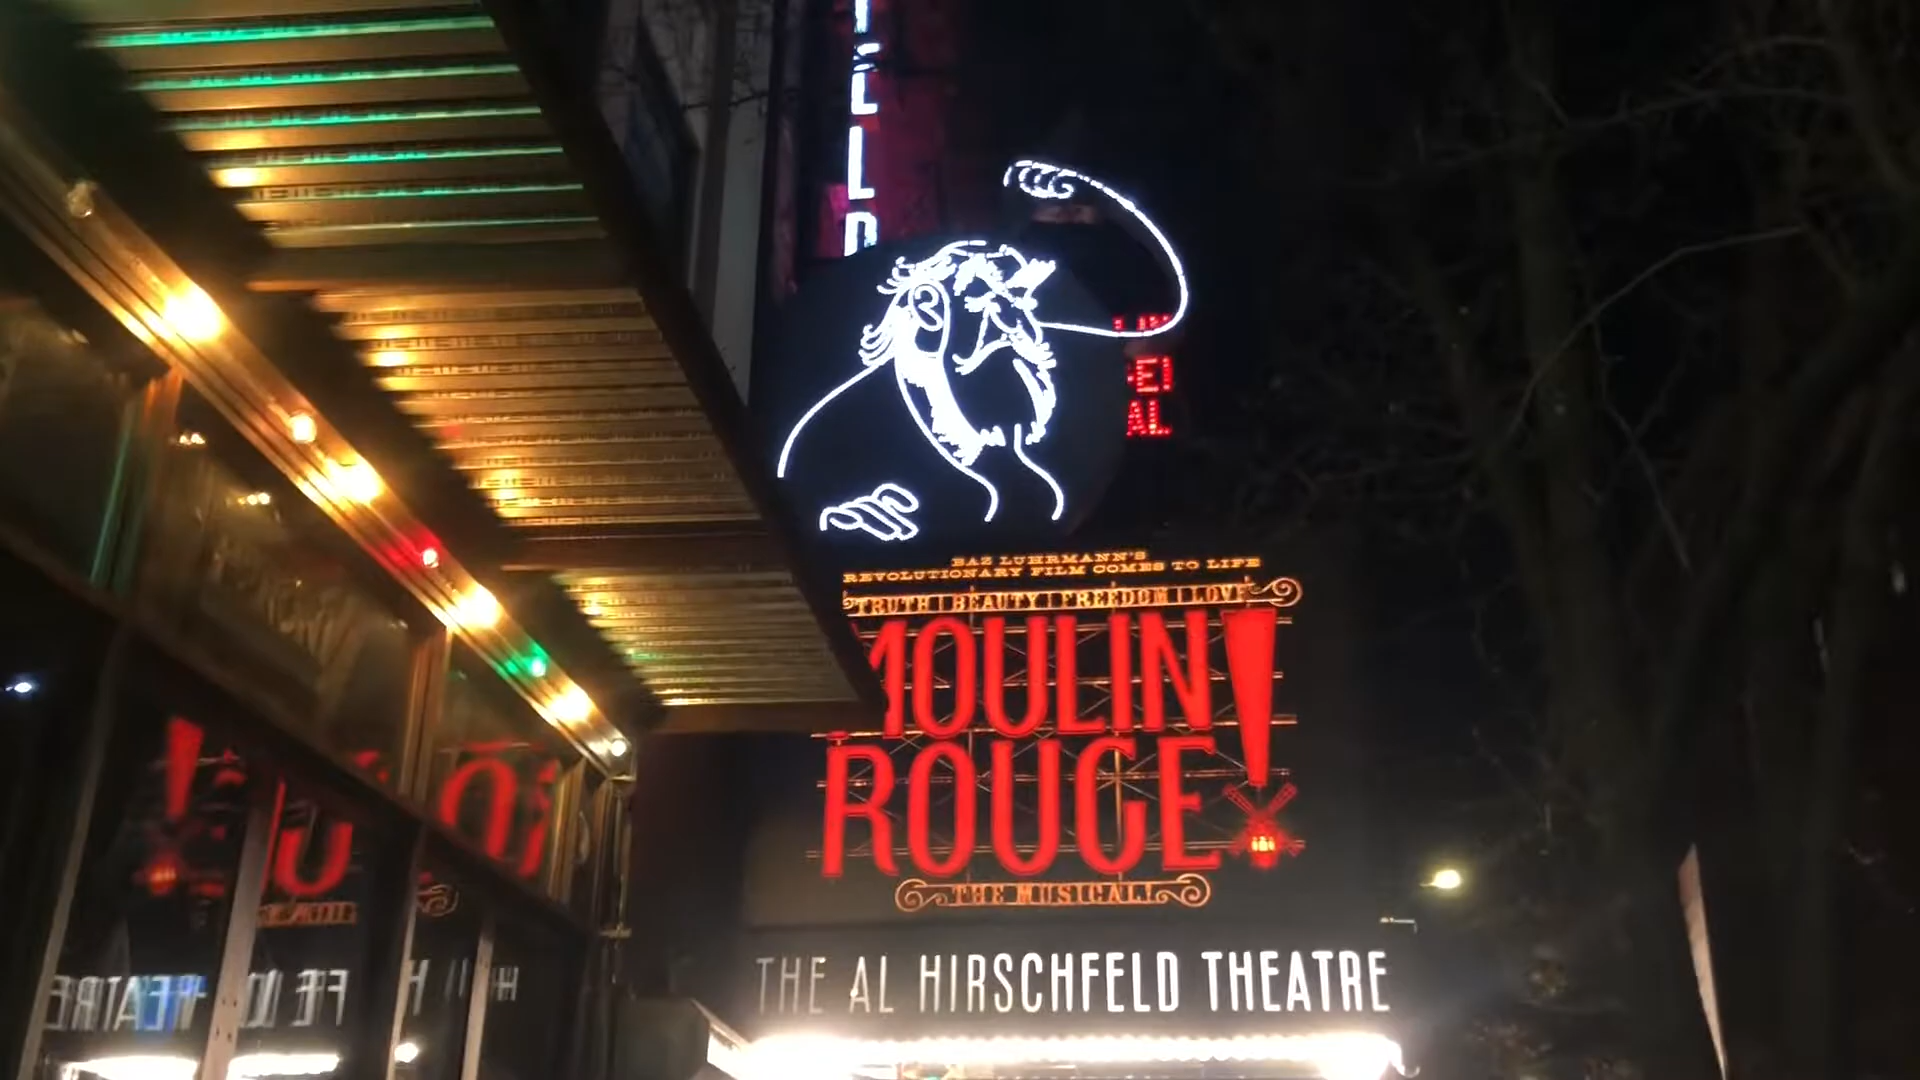 ELD
BAZ LUHRMANN'S
REVOLUTIONARY FILM COMES TO LIFE
TRUTH BEAUTY FREEDOM LOVE
MOULIN
ROUGE!
THE MUSICAL
THE AL HIRSCHFELD THEATRE